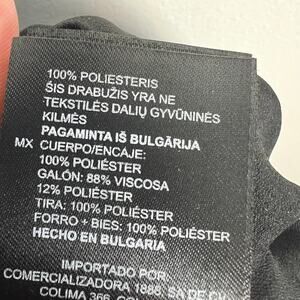 100% POLIESTERIS
ŠIS DRABUŽIS YRA NE
TEKSTILĖS DALIŲ GYVŪNINĖS
KILMĖS
PAGAMINTA IŠ BULGĀRIJA
MX CUERPO/ENCAJE:
100% POLIÉSTER
GALÓN: 88% VISCOSA
12% POLIÉSTER
TIRA: 100% POLIÉSTER
FORRO + BIES: 100% POLIÉSTER
HECHO EN BULGARIA
IMPORTADO POR:
COMERCIALIZADORA 1888, SA DE CV
COLIMA 366, COL